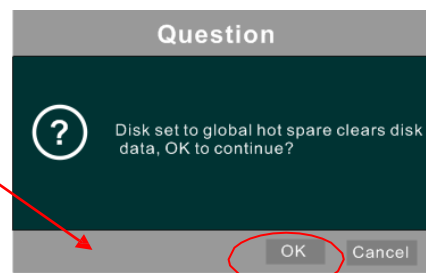 Question
?
Disk set to global hot spare clears disk
data, OK to continue?
OK Cancel